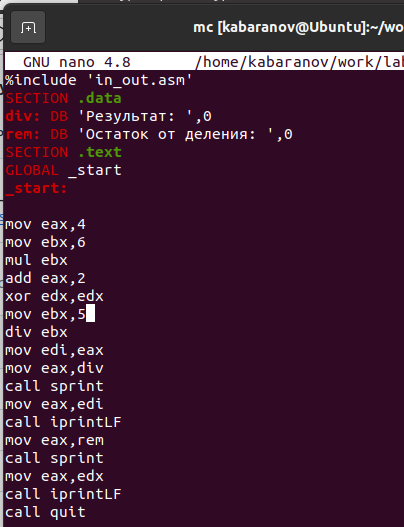 mc [kabaranov@Ubuntu]:~/wo
GNU nano 4.8 /home/kabaranov/work/lab
%include 'in_out.asm'
SECTION .data
div: DB 'Результат: ',0
rem: DB 'Остаток от деления: ',0
SECTION .text
GLOBAL _start
_start:
mov eax,4
mov ebx,6
mul ebx
add eax,2
xor edx,edx
mov ebx,5
div ebx
mov edi,eax
mov eax,div
call sprint
mov eax,edi
call iprintLF
mov eax,rem
call sprint
mov eax,edx
call iprintLF
call quit